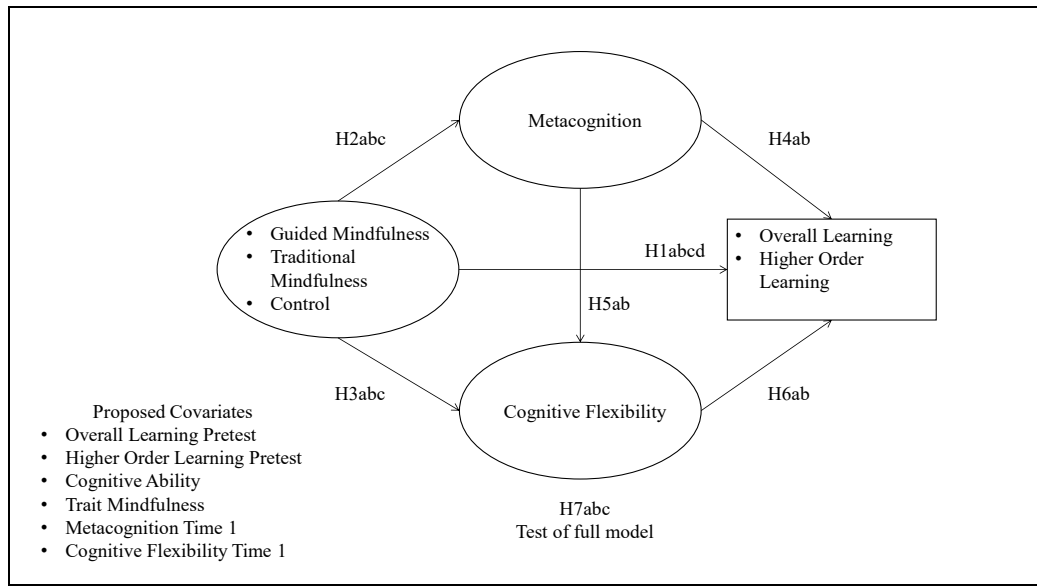 Metacognition
H2abc
H4ab
• Guided Mindfulness
• Traditional
Mindfulness
• Control
H1abcd
• Overall Learning
• Higher Order
Learning
H5ab
H3abc
Cognitive Flexibility
H6ab
Proposed Covariates
• Overall Learning Pretest
• Higher Order Learning Pretest
• Cognitive Ability
• Trait Mindfulness
• Metacognition Time 1
• Cognitive Flexibility Time 1
H7abc
Test of full model